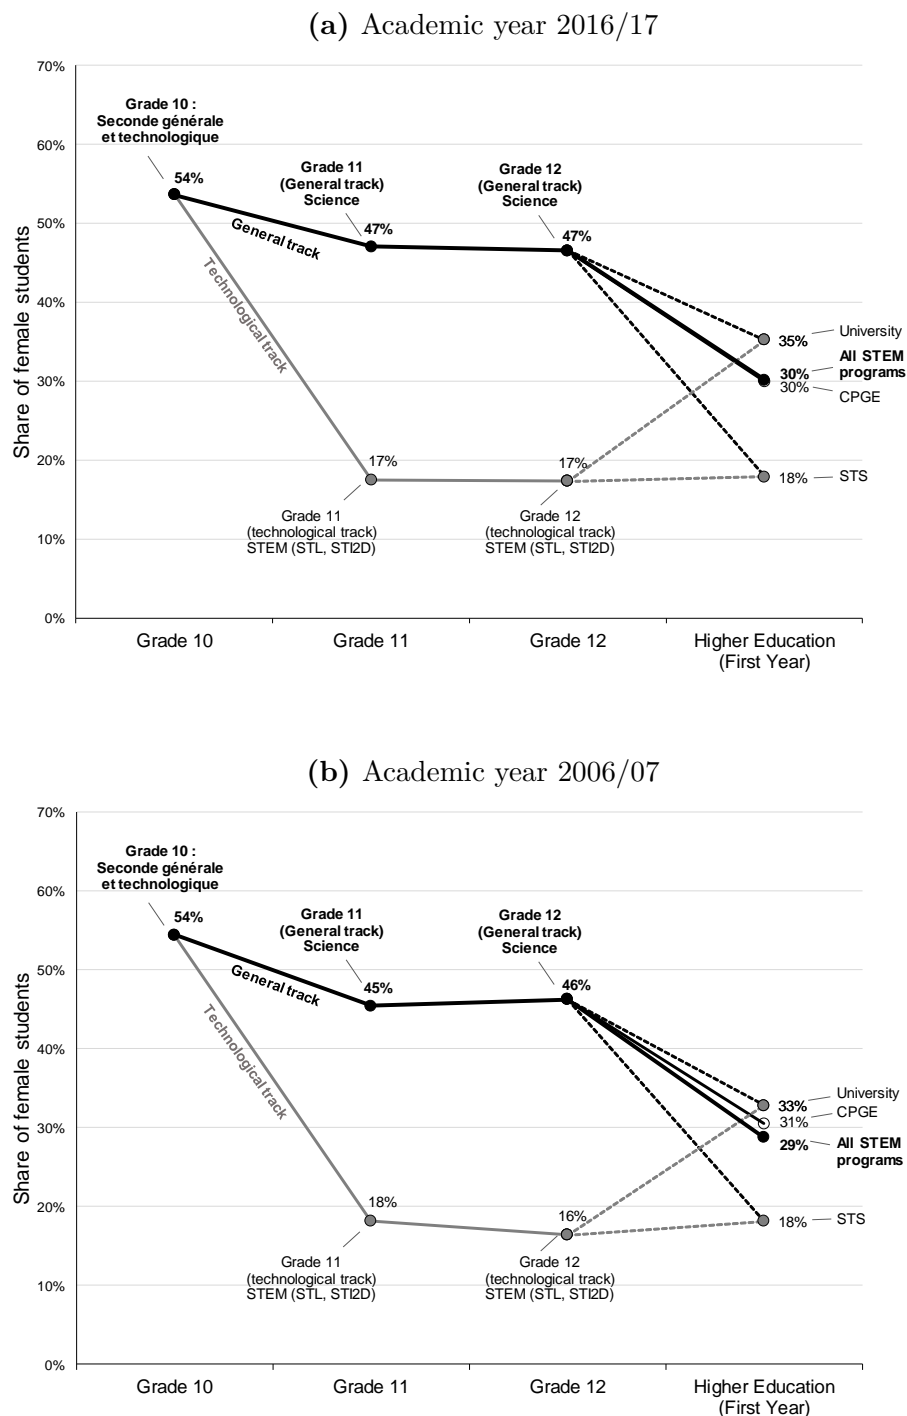 (a) Academic year 2016/17
70%
60%
50%
40%
30%
20%
10%
0%
Share of female students
Grade 10 :
Seconde générale
et technologique
54%
General track
Technological track
Grade 11
(General track)
Science
47%
Grade 12
(General track)
Science
47%
17%
Grade 11
(technological track)
STEM (STL, STI2D)
17%
Grade 12
(technological track)
STEM (STL, STI2D)
35%
University
30%
All STEM
programs
30%
CPGE
18%
STS
Grade 10
Grade 11
Grade 12
Higher Education
(First Year)
(b) Academic year 2006/07
70%
60%
50%
40%
30%
20%
10%
0%
Share of female students
Grade 10 :
Seconde générale
et technologique
54%
General track
Technological track
Grade 11
(General track)
Science
45%
Grade 12
(General track)
Science
46%
18%
Grade 11
(technological track)
STEM (STL, STI2D)
16%
Grade 12
(technological track)
STEM (STL, STI2D)
33%
University
31%
CPGE
29%
All STEM
programs
18%
STS
Grade 10
Grade 11
Grade 12
Higher Education
(First Year)